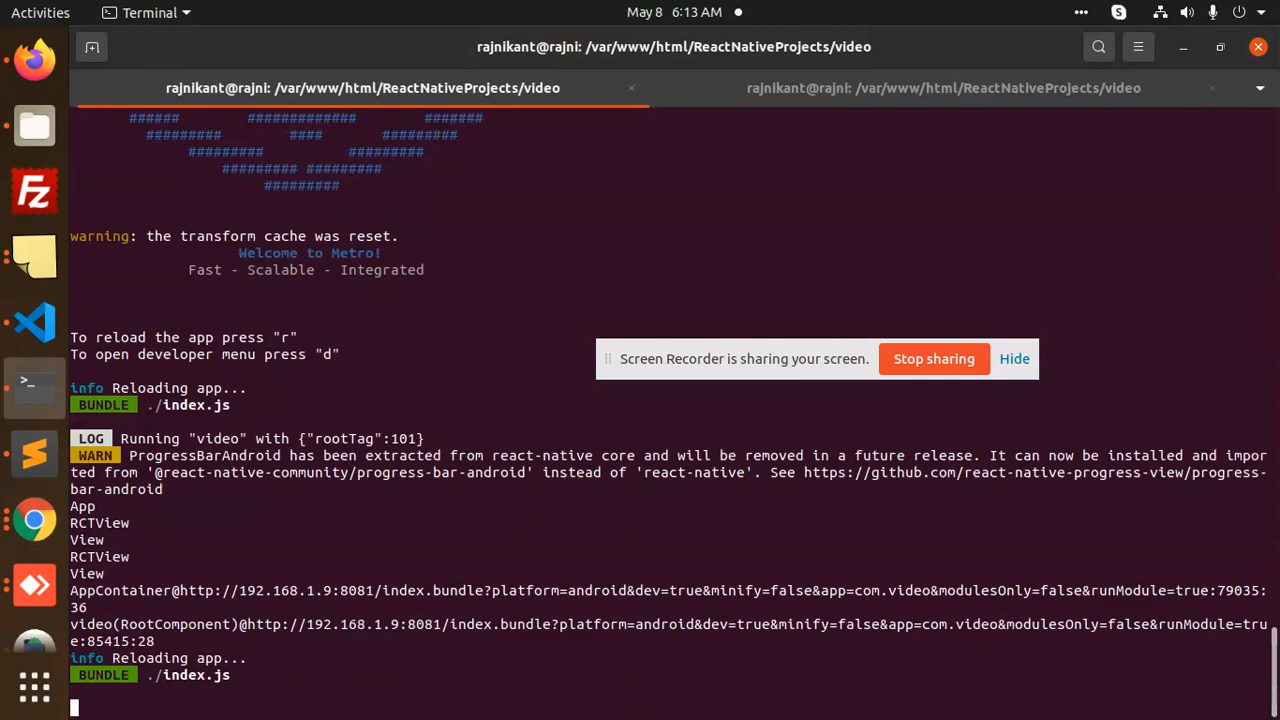 Activities
Terminal
May 8 6:13 AM
rajnikant@rajni: /var/www/html/ReactNativeProjects/video
rajnikant@rajni: /var/www/html/ReactNativeProjects/video
rajnikant@rajni: /var/www/html/ReactNativeProjects/video
###### ############# #######
######### #### #########
######### #########
######### #########
#########
warning: the transform cache was reset.
Welcome to Metro!
Fast - Scalable - Integrated
To reload the app press "r"
To open developer menu press "d"
Screen Recorder is sharing your screen.
Stop sharing
Hide
info Reloading app...
BUNDLE ./index.js
LOG Running "video" with {"rootTag":101}
WARN ProgressBarAndroid has been extracted from react-native core and will be removed in a future release. It can now be installed and impor
ted from '@react-native-community/progress-bar-android' instead of 'react-native'. See https://github.com/react-native-progress-view/progress-
bar-android
App
RCTView
View
RCTView
View
AppContainer@http://192.168.1.9:8081/index.bundle?platform=android&dev=true&minify=false&app=com.video&modulesOnly=false&runModule=true:79035:
36
video(RootComponent)@http://192.168.1.9:8081/index.bundle?platform=android&dev=true&minify=false&app=com.video&modulesOnly=false&runModule=tru
e:85415:28
info Reloading app...
BUNDLE ./index.js